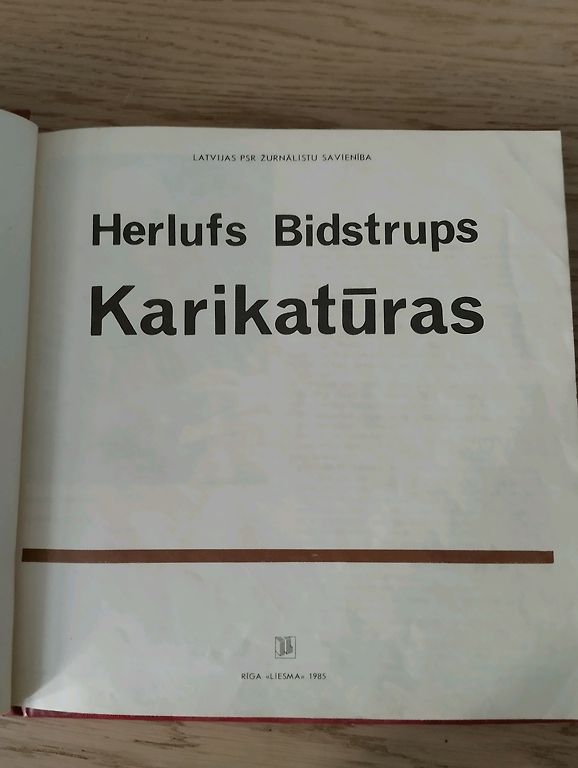 LATVIJAS PSR ŽURNĀLISTU SAVIENĪBA
Herlufs Bidstrups
Karikatūras
RĪGA «LIESMA» 1985